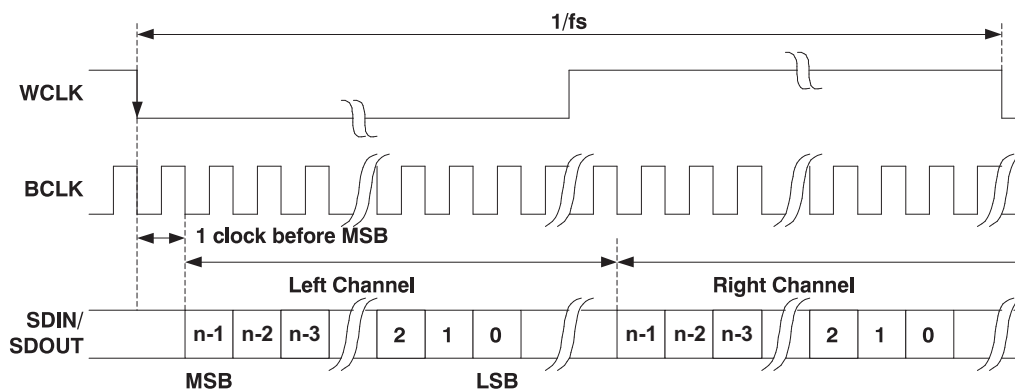 1/fs
WCLK
BCLK
1 clock before MSB
Left Channel
Right Channel
SDIN/
SDOUT
n-1 n-2 n-3 2 1 0 n-1 n-2 n-3 2 1 0
MSB LSB